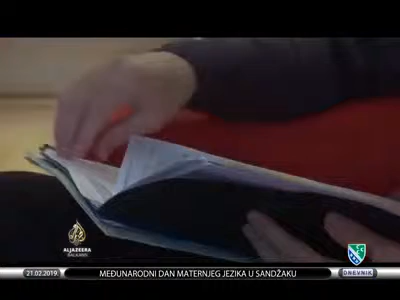 ALJAZEERA
BALKANS
21.02.2019
MEĐUNARODNI DAN MATERNJEG JEZIKA U SANDŽAKU
DNEVNIK